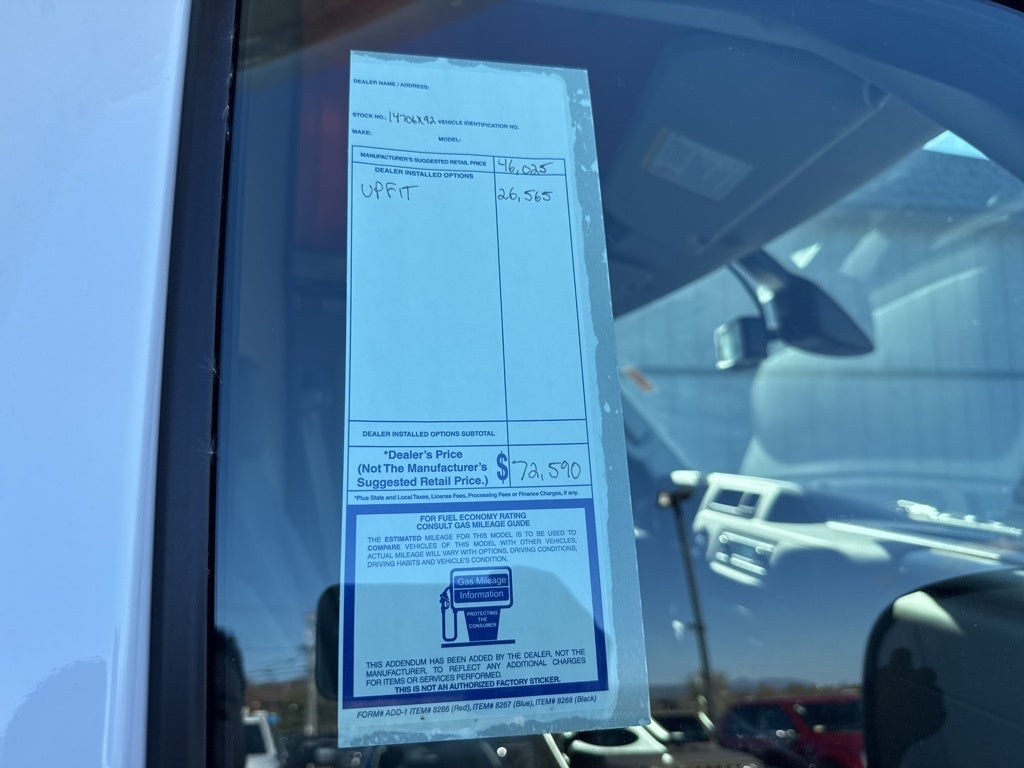 DEALER NAME / ADDRESS:
STOCK NO.: 14706X92 VEHICLE IDENTIFICATION NO.
MAKE: MODEL:
MANUFACTURER'S SUGGESTED RETAIL PRICE 46,025
DEALER INSTALLED OPTIONS
UPFIT 26,565
DEALER INSTALLED OPTIONS SUBTOTAL
*Dealer's Price
(Not The Manufacturer's
Suggested Retail Price.) $ 72,590
*Plus State and Local Taxes, License Fees, Processing Fees or Finance Charges, if any.
FOR FUEL ECONOMY RATING
CONSULT GAS MILEAGE GUIDE
THE ESTIMATED MILEAGE FOR THIS MODEL IS TO BE USED TO
COMPARE VEHICLES OF THIS MODEL WITH OTHER VEHICLES.
ACTUAL MILEAGE WILL VARY WITH OPTIONS, DRIVING CONDITIONS,
DRIVING HABITS AND VEHICLE'S CONDITION.
Gas Mileage
Information
PROTECTING
THE
CONSUMER
THIS ADDENDUM HAS BEEN ADDED BY THE DEALER, NOT THE
MANUFACTURER, TO REFLECT ANY ADDITIONAL CHARGES
FOR ITEMS OR SERVICES PERFORMED.
THIS IS NOT AN AUTHORIZED FACTORY STICKER.
FORM# ADD-1 ITEM# 8266 (Red), ITEM# 8267 (Blue), ITEM# 8268 (Black)